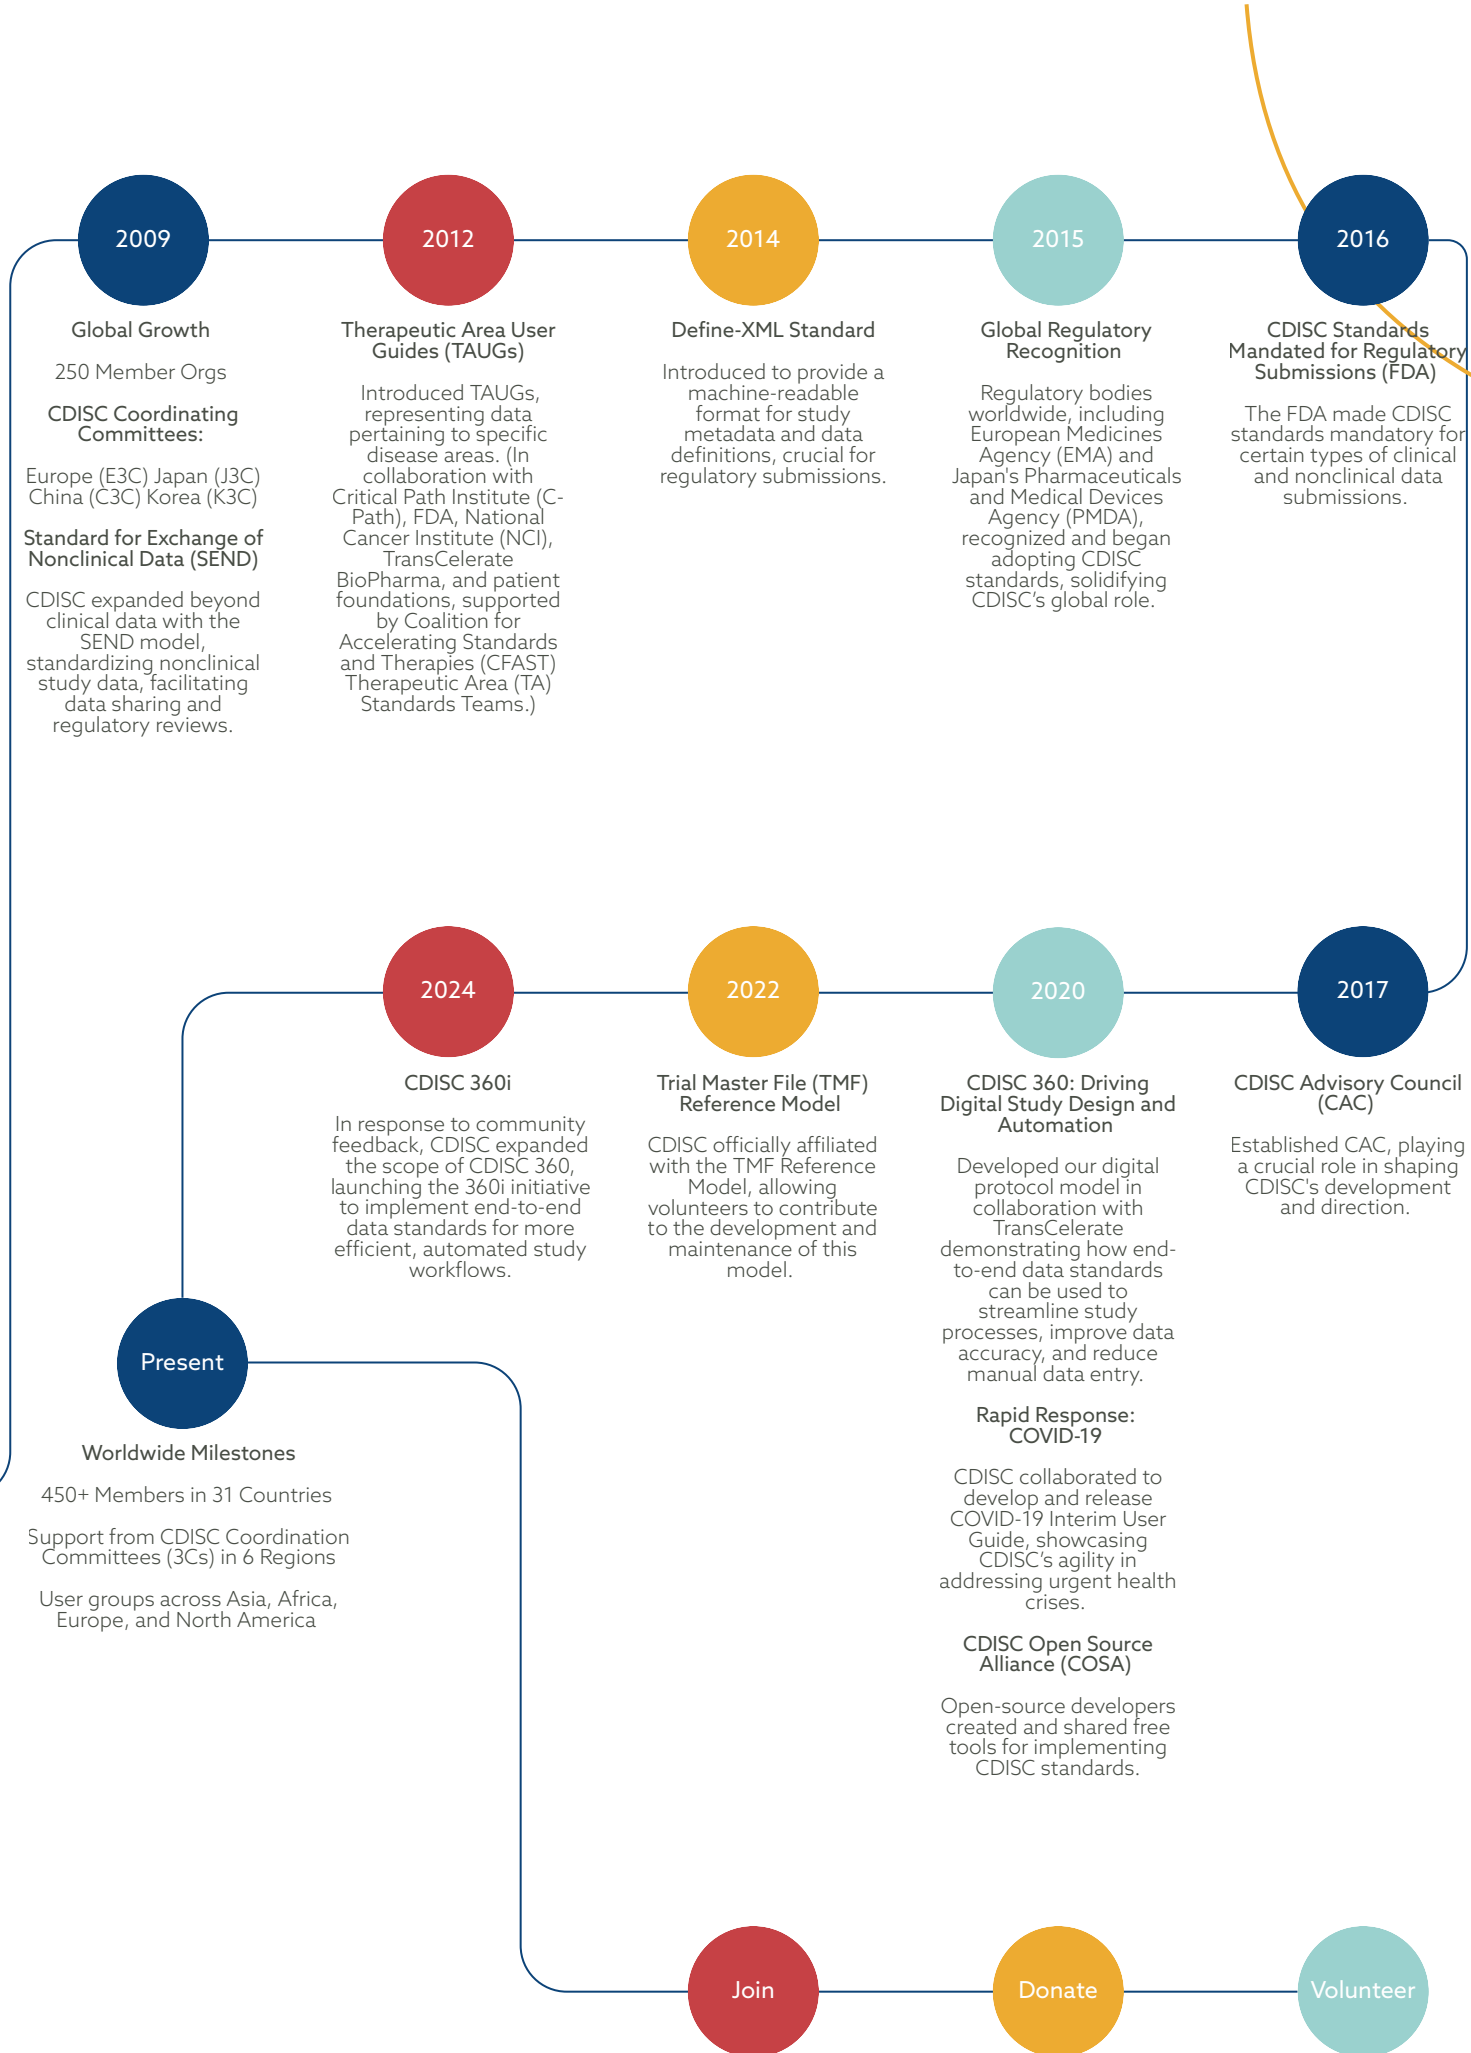 2009
Global Growth
250 Member Orgs
CDISC Coordinating
Committees:
Europe (E3C) Japan (J3C)
China (C3C) Korea (K3C)
Standard for Exchange of
Nonclinical Data (SEND)
CDISC expanded beyond
clinical data with the
SEND model,
standardizing nonclinical
study data, facilitating
data sharing and
regulatory reviews.
2012
Therapeutic Area User
Guides (TAUGs)
Introduced TAUGs,
representing data
pertaining to specific
disease areas. (In
collaboration with
Critical Path Institute (C-
Path), FDA, National
Cancer Institute (NCI),
TransCelerate
BioPharma, and patient
foundations, supported
by Coalition for
Accelerating Standards
and Therapies (CFAST)
Therapeutic Area (TA)
Standards Teams.)
2014
Define-XML Standard
Introduced to provide a
machine-readable
format for study
metadata and data
definitions, crucial for
regulatory submissions.
2015
Global Regulatory
Recognition
Regulatory bodies
worldwide, including
European Medicines
Agency (EMA) and
Japan's Pharmaceuticals
and Medical Devices
Agency (PMDA),
recognized and began
adopting CDISC
standards, solidifying
CDISC’s global role.
2016
CDISC Standards
Mandated for Regulatory
Submissions (FDA)
The FDA made CDISC
standards mandatory for
certain types of clinical
and nonclinical data
submissions.
2017
CDISC Advisory Council
(CAC)
Established CAC, playing
a crucial role in shaping
CDISC's development
and direction.
2020
CDISC 360: Driving
Digital Study Design and
Automation
Developed our digital
protocol model in
collaboration with
TransCelerate
demonstrating how end-
to-end data standards
can be used to
streamline study
processes, improve data
accuracy, and reduce
manual data entry.
Rapid Response:
COVID-19
CDISC collaborated to
develop and release
COVID-19 Interim User
Guide, showcasing
CDISC’s agility in
addressing urgent health
crises.
CDISC Open Source
Alliance (COSA)
Open-source developers
created and shared free
tools for implementing
CDISC standards.
2022
Trial Master File (TMF)
Reference Model
CDISC officially affiliated
with the TMF Reference
Model, allowing
volunteers to contribute
to the development and
maintenance of this
model.
2024
CDISC 360i
In response to community
feedback, CDISC expanded
the scope of CDISC 360,
launching the 360i initiative
to implement end-to-end
data standards for more
efficient, automated study
workflows.
Present
Worldwide Milestones
450+ Members in 31 Countries
Support from CDISC Coordination
Committees (3Cs) in 6 Regions
User groups across Asia, Africa,
Europe, and North America
Join
Donate
Volunteer